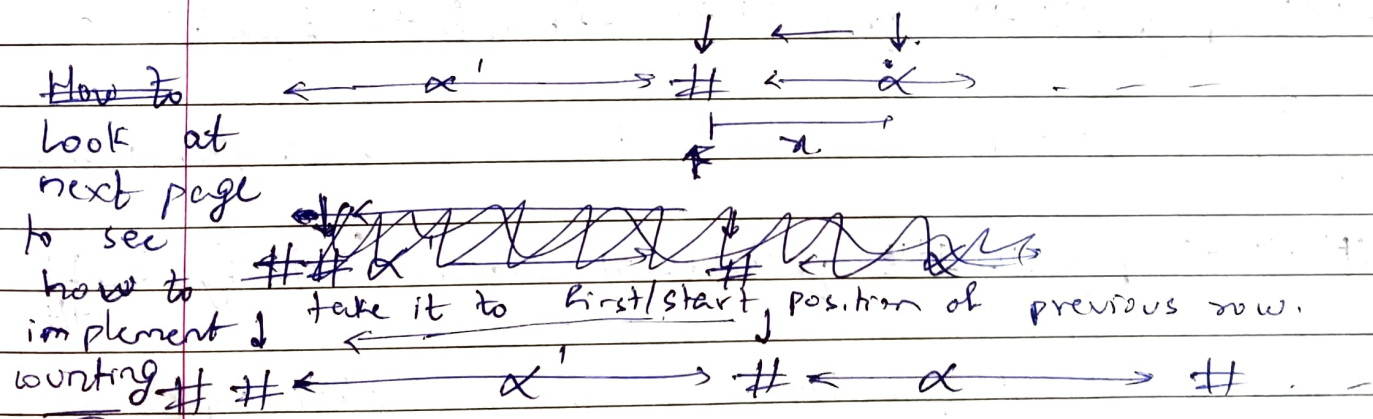 How to ← α' → # ← α → - - -
Look at
x
next page
to see
# # α # α
how to
take it to first/start position of previous row.
implement
counting # # ← α' → # ← α → # - -